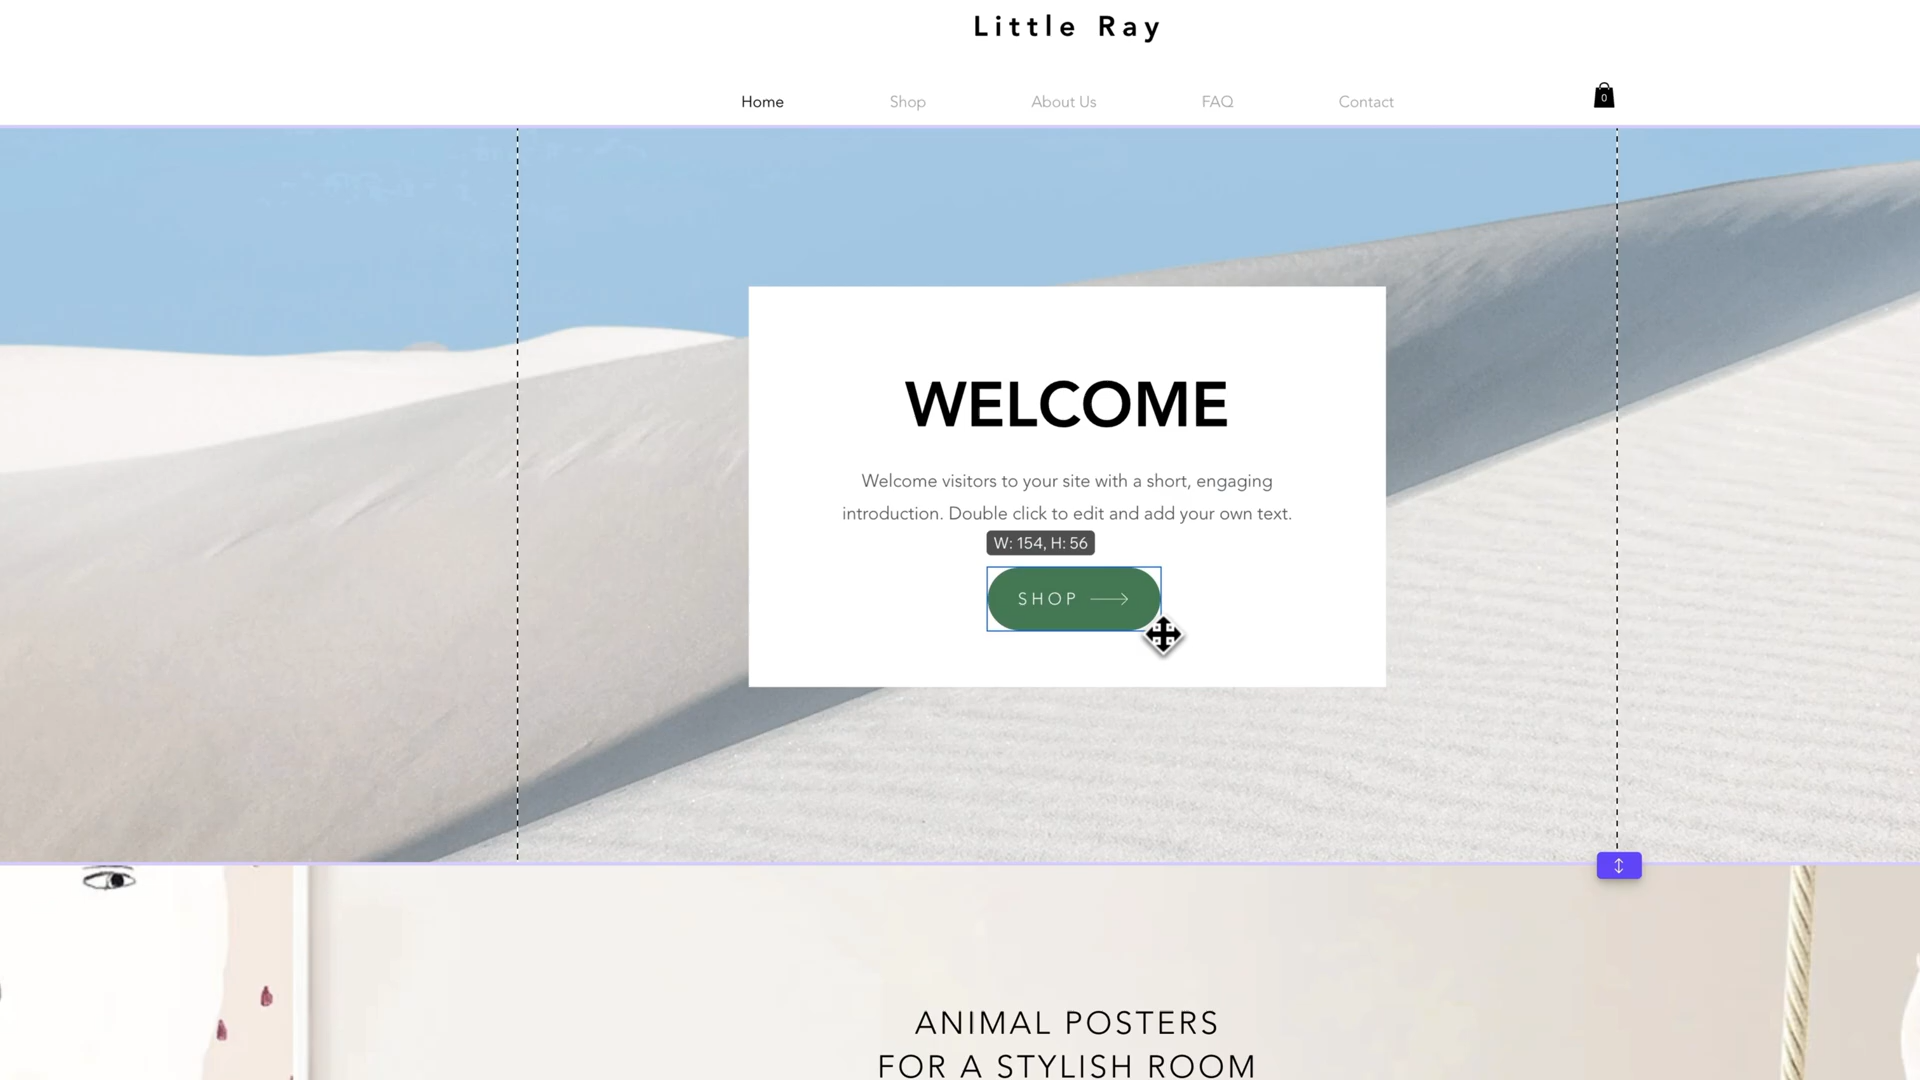 Little Ray
Home Shop About Us FAQ Contact
0
WELCOME
Welcome visitors to your site with a short, engaging
introduction. Double click to edit and add your own text.
W: 154, H: 56
SHOP
ANIMAL POSTERS
FOR A STYLISH ROOM